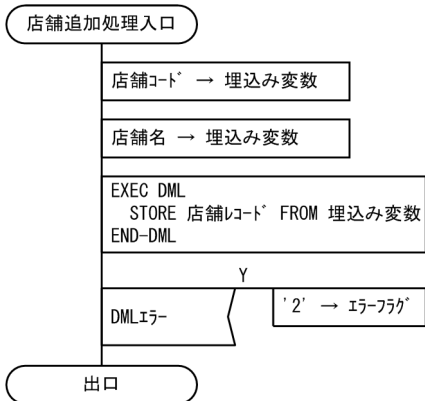 店舗追加処理入口
店舗ｺｰﾄﾞ → 埋込み変数
店舗名 → 埋込み変数
EXEC DML
STORE 店舗ﾚｺｰﾄﾞ FROM 埋込み変数
END-DML
Y
DMLｴﾗｰ
'2' → ｴﾗｰﾌﾗｸﾞ
出口